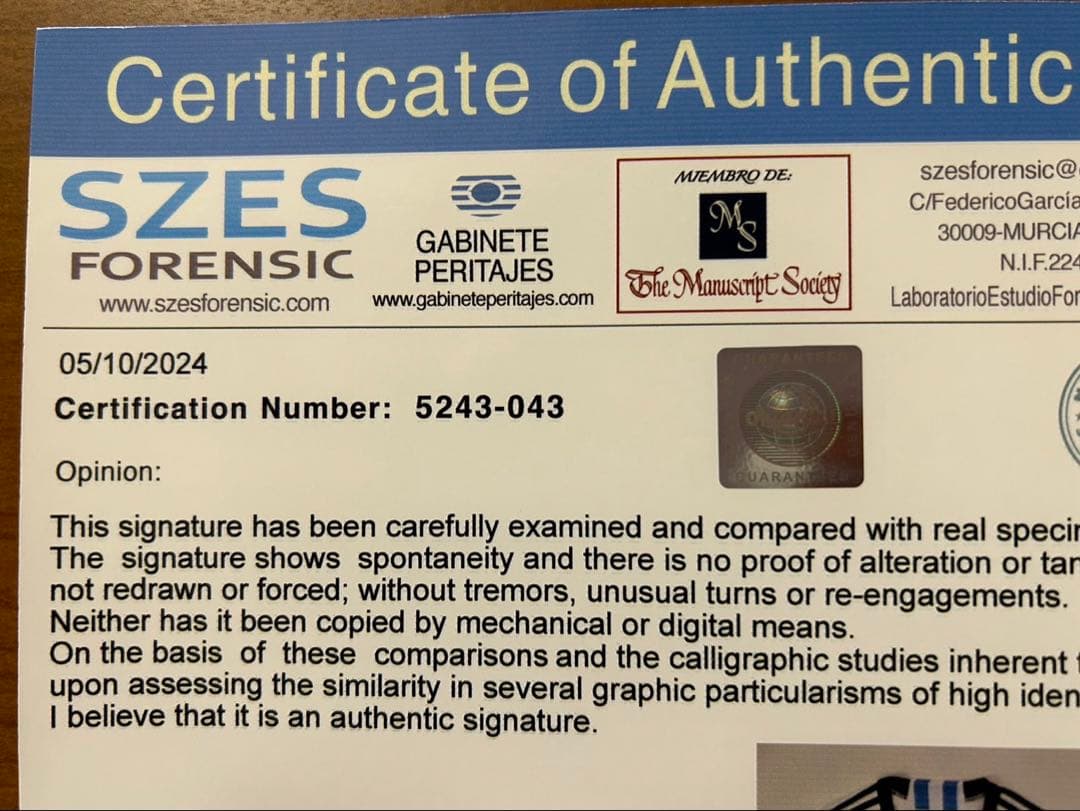 Certificate of Authentic
SZES
FORENSIC
www.szesforensic.com
GABINETE
PERITAJES
www.gabineteperitajes.com
MIEMBRO DE:
MS
The Manuscript Society
szesforensic@
C/FedericoGarcía
30009-MURCIA
N.I.F.224
LaboratorioEstudioFor
05/10/2024
Certification Number: 5243-043
GUARANTEED
GUARANTEED
Opinion:
This signature has been carefully examined and compared with real specin
The signature shows spontaneity and there is no proof of alteration or tan
not redrawn or forced; without tremors, unusual turns or re-engagements.
Neither has it been copied by mechanical or digital means.
On the basis of these comparisons and the calligraphic studies inherent
upon assessing the similarity in several graphic particularisms of high iden
I believe that it is an authentic signature.